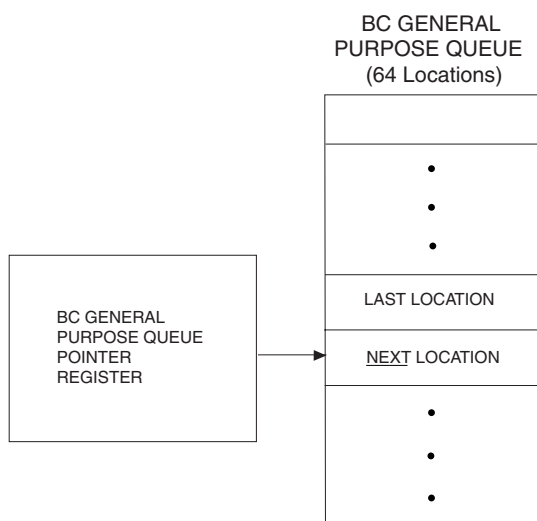 BC GENERAL
PURPOSE QUEUE
(64 Locations)
LAST LOCATION
BC GENERAL
PURPOSE QUEUE
POINTER
REGISTER
NEXT LOCATION